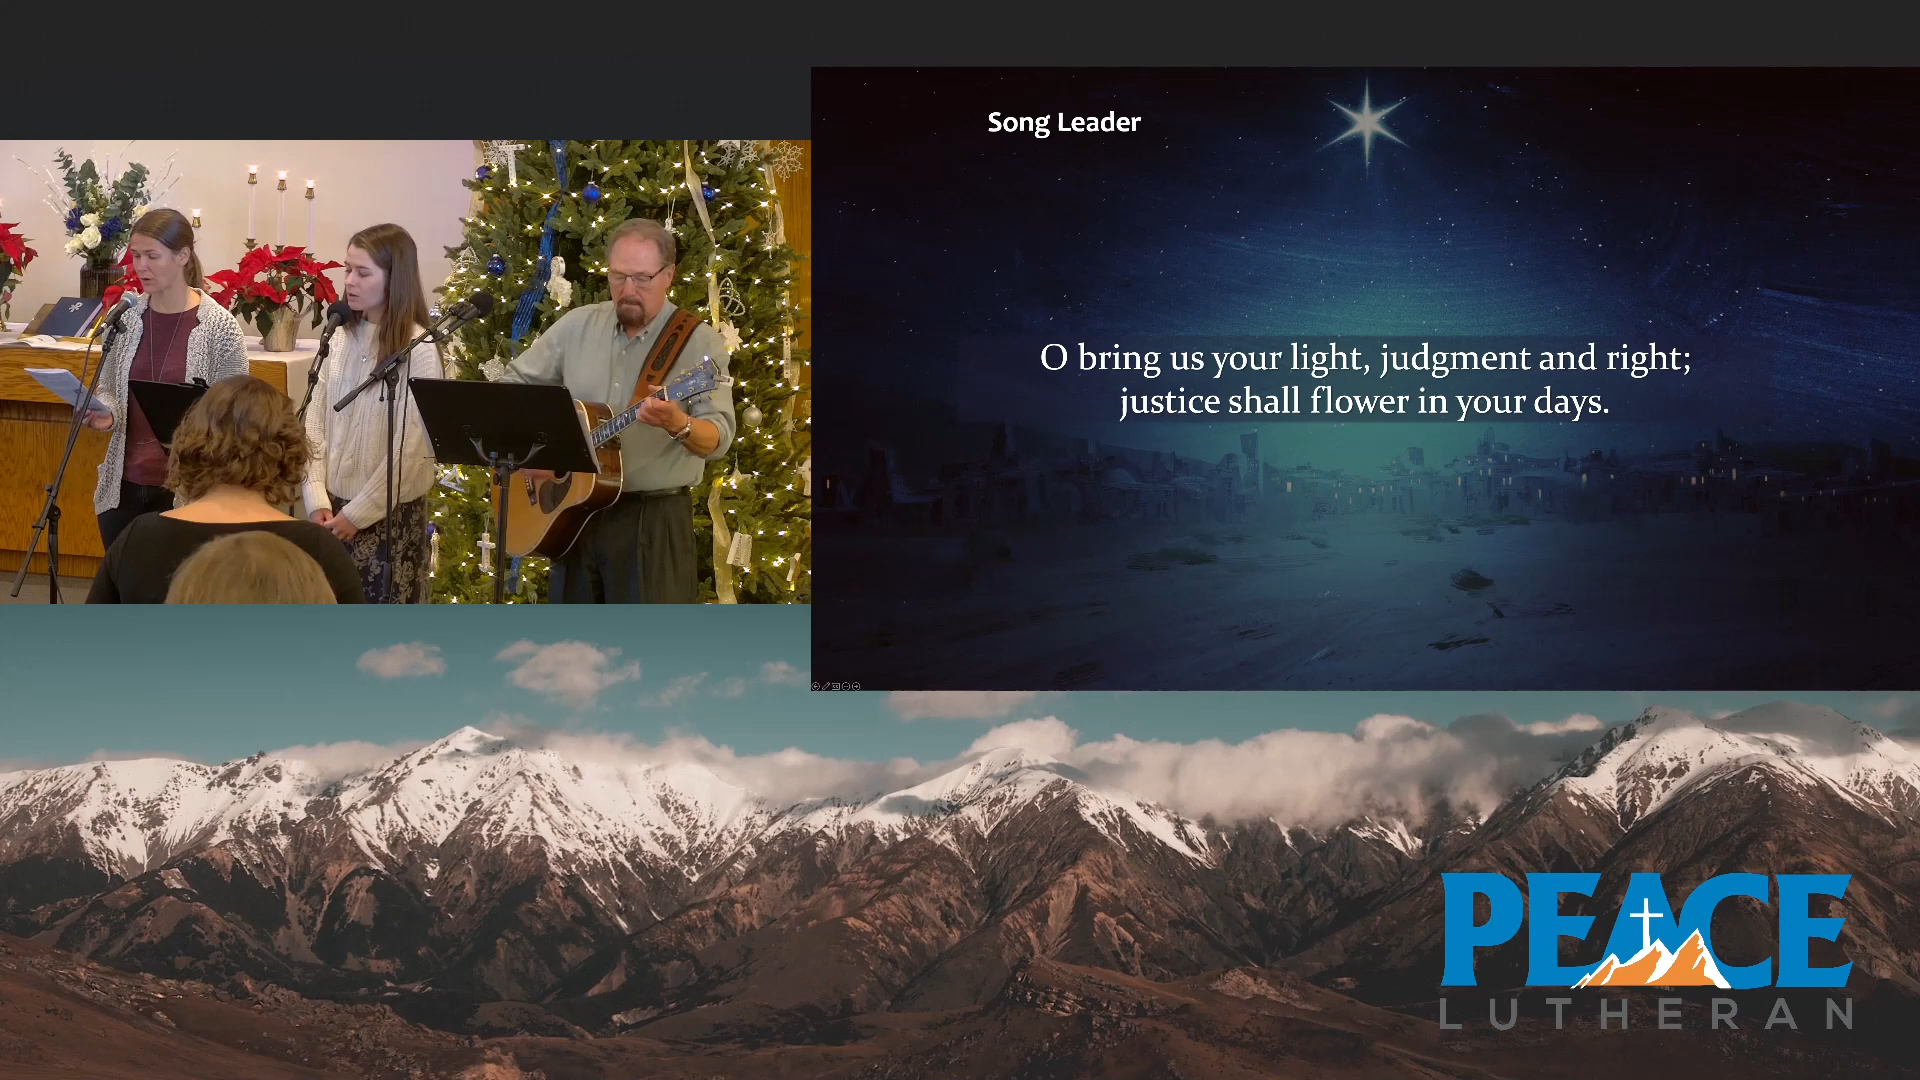 Song Leader
O bring us your light, judgment and right;
justice shall flower in your days.
PEACE
LUTHERAN